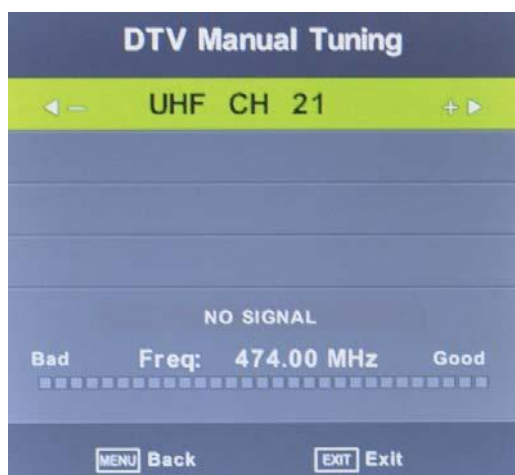 DTV Manual Tuning
UHF CH 21
NO SIGNAL
Bad Freq: 474.00 MHz Good
MENU Back EXIT Exit